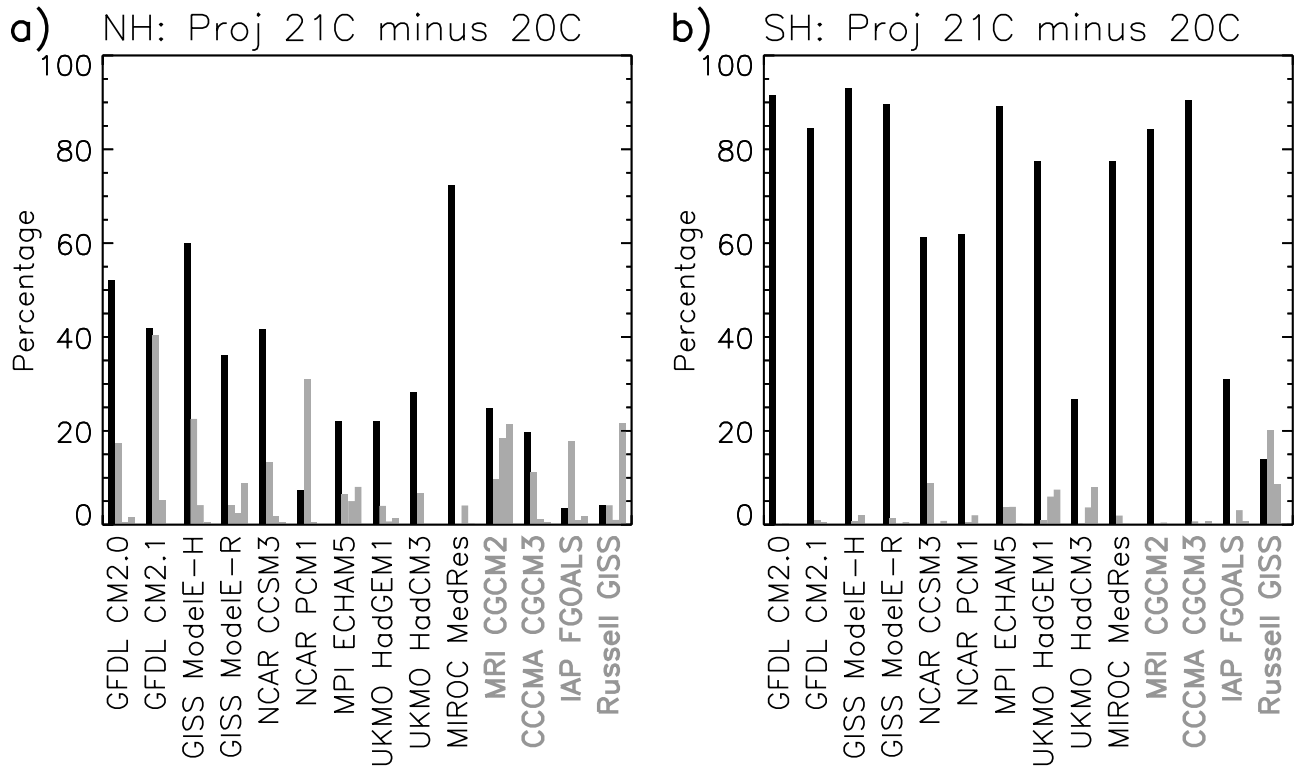 a) NH: Proj 21C minus 20C
100
80
60
40
20
0
Percentage
GFDL CM2.0
GFDL CM2.1
GISS ModelE-H
GISS ModelE-R
NCAR CCSM3
NCAR PCM1
MPI ECHAM5
UKMO HadGEM1
UKMO HadCM3
MIROC MedRes
MRI CGCM2
CCCMA CGCM3
IAP FGOALS
Russell GISS
b) SH: Proj 21C minus 20C
100
80
60
40
20
0
Percentage
GFDL CM2.0
GFDL CM2.1
GISS ModelE-H
GISS ModelE-R
NCAR CCSM3
NCAR PCM1
MPI ECHAM5
UKMO HadGEM1
UKMO HadCM3
MIROC MedRes
MRI CGCM2
CCCMA CGCM3
IAP FGOALS
Russell GISS